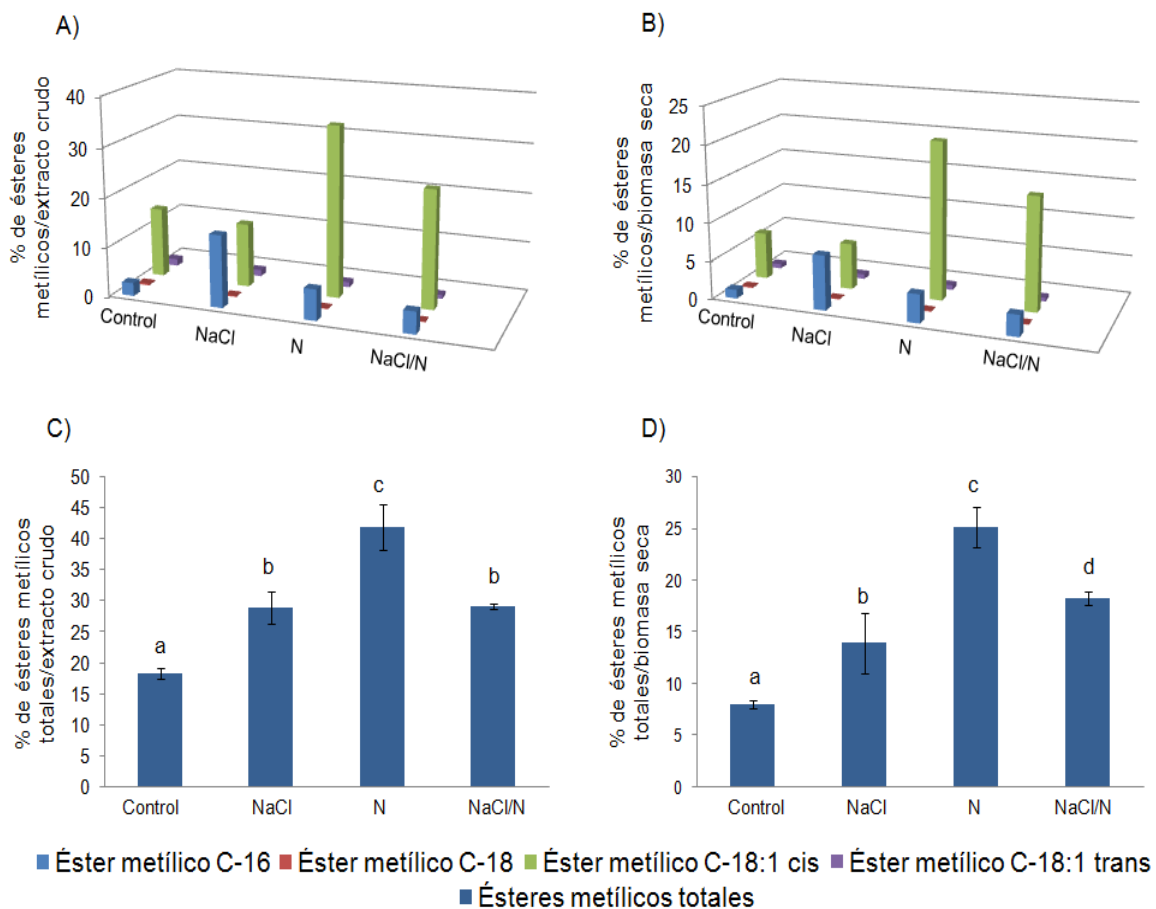 A)
% de ésteres
metílicos/extracto crudo
40
30
20
10
0
Control
NaCl
N
NaCl/N
B)
% de ésteres
metílicos/biomasa seca
25
20
15
10
5
0
Control
NaCl
N
NaCl/N
C)
% de ésteres metílicos
totales/extracto crudo
50
45
40
35
30
25
20
15
10
5
0
a
b
c
b
Control
NaCl
N
NaCl/N
D)
% de ésteres metílicos
totales/biomasa seca
30
25
20
15
10
5
0
a
b
c
d
Control
NaCl
N
NaCl/N
Éster metílico C-16 Éster metílico C-18 Éster metílico C-18:1 cis Éster metílico C-18:1 trans
Ésteres metílicos totales